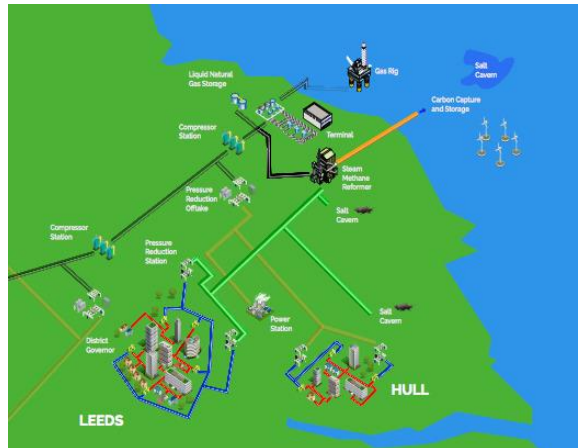 Liquid Natural
Gas Storage
Gas Rig
Salt
Cavern
Carbon Capture
and Storage
Compressor
Station
Terminal
Steam
Methane
Reformer
Pressure
Reduction
Offtake
Salt
Cavern
Compressor
Station
Pressure
Reduction
Station
Power
Station
Salt
Cavern
District
Governor
HULL
LEEDS